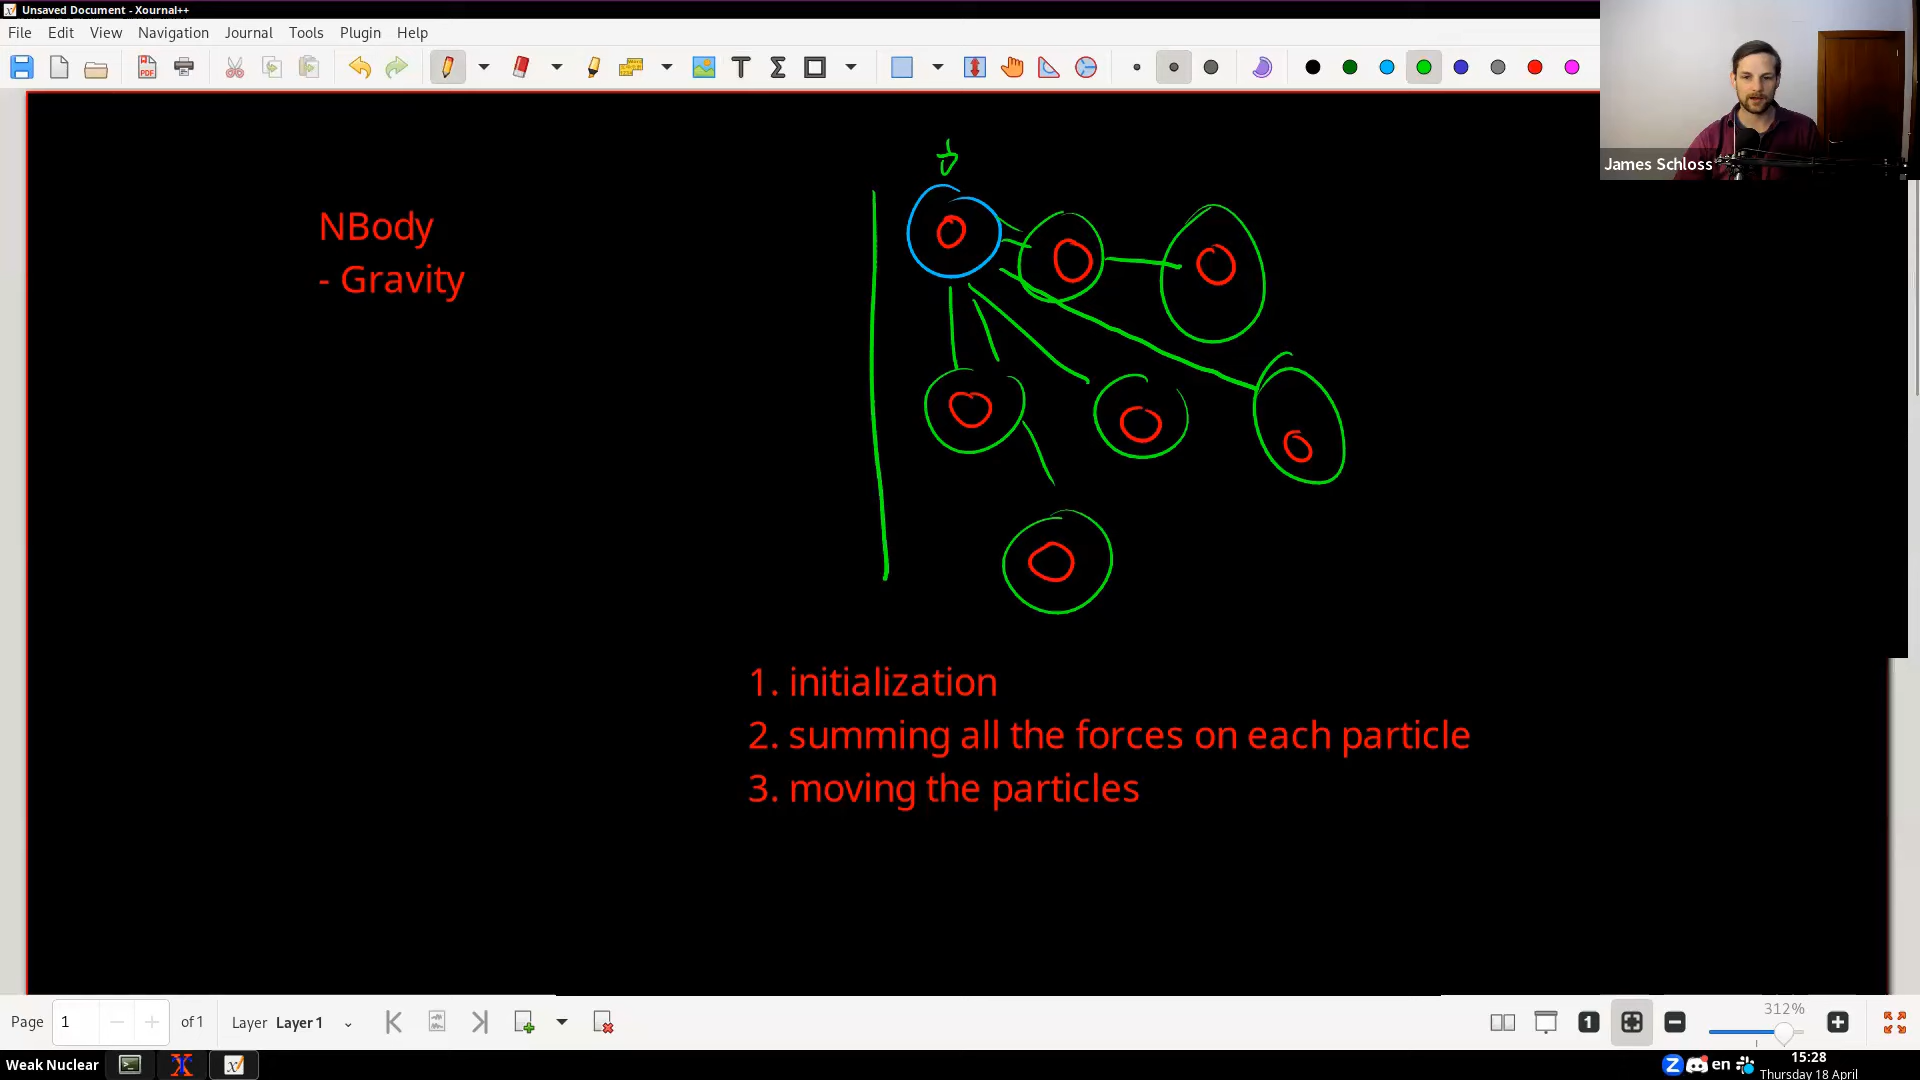 Unsaved Document - Xournal++
File Edit View Navigation Journal Tools Plugin Help
James Schloss
NBody
- Gravity
1. initialization
2. summing all the forces on each particle
3. moving the particles
Page 1 of 1 Layer Layer 1
312%
1
Weak Nuclear
en
15:28
Thursday 18 April